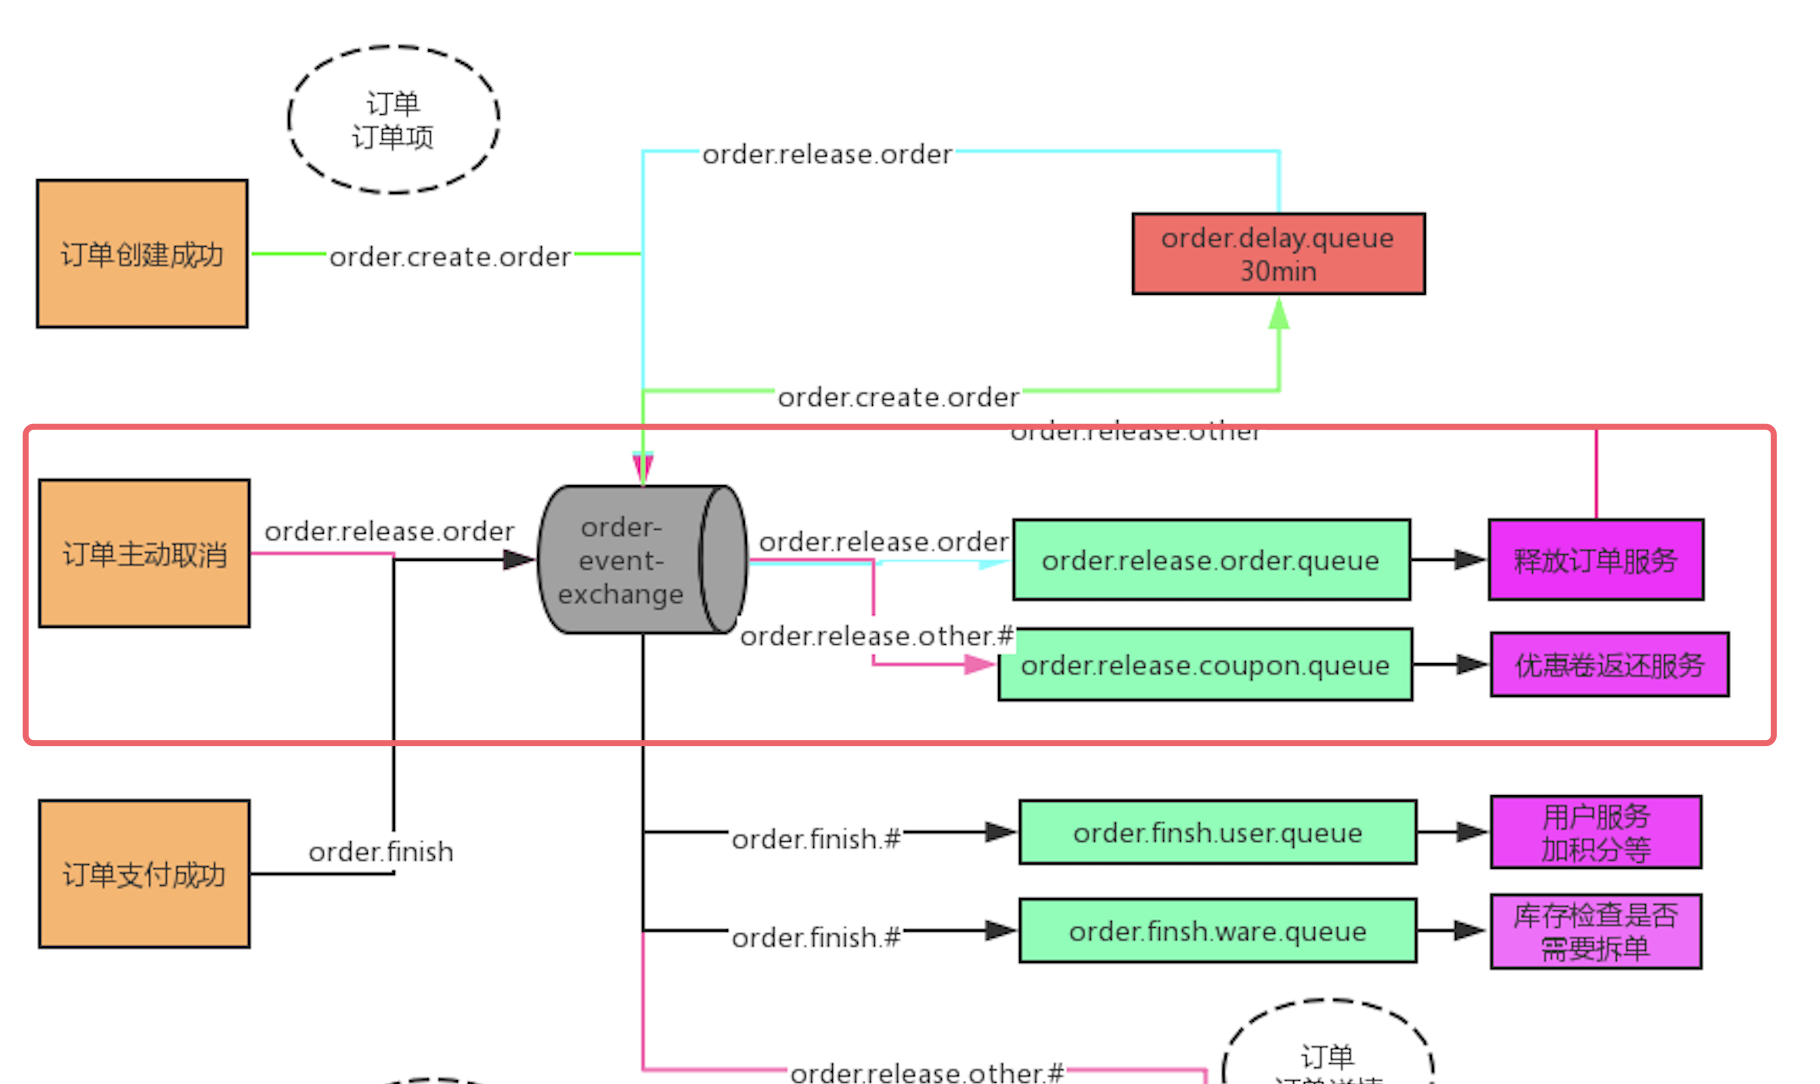 订单
订单项
order.release.order
订单创建成功
order.create.order
order.delay.queue
30min
order.create.order
order.release.other
订单主动取消
order.release.order
order-
event-
exchange
order.release.order
order.release.order.queue
释放订单服务
order.release.other.#
order.release.coupon.queue
优惠卷返还服务
订单支付成功
order.finish
order.finish.#
order.finsh.user.queue
用户服务
加积分等
order.finish.#
order.finsh.ware.queue
库存检查是否
需要拆单
order.release.other.#
订单